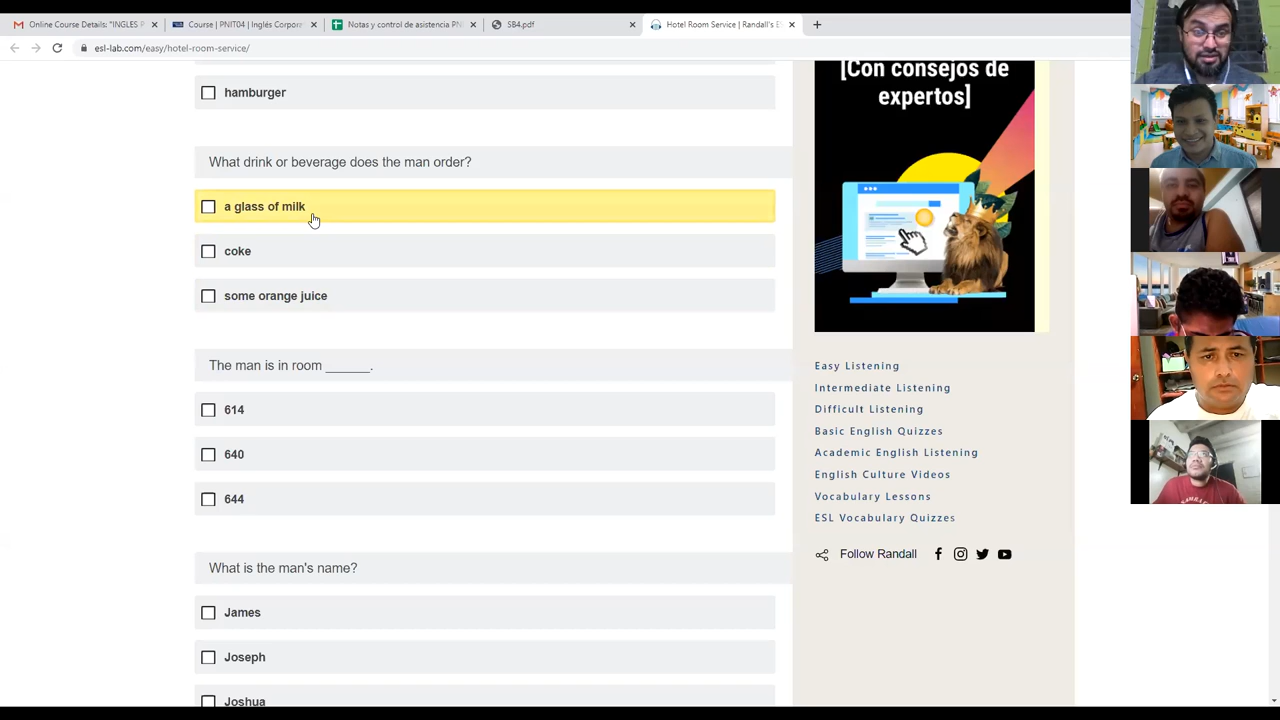 Online Course Details: "INGLES P
Course | PNIT04 | Inglés Corpor
Notas y control de asistencia PN
SB4.pdf
Hotel Room Service | Randall's ES
esl-lab.com/easy/hotel-room-service/
hamburger
What drink or beverage does the man order?
a glass of milk
coke
some orange juice
The man is in room ______.
614
640
644
What is the man's name?
James
Joseph
Joshua
[Con consejos de
expertos]
Easy Listening
Intermediate Listening
Difficult Listening
Basic English Quizzes
Academic English Listening
English Culture Videos
Vocabulary Lessons
ESL Vocabulary Quizzes
Follow Randall